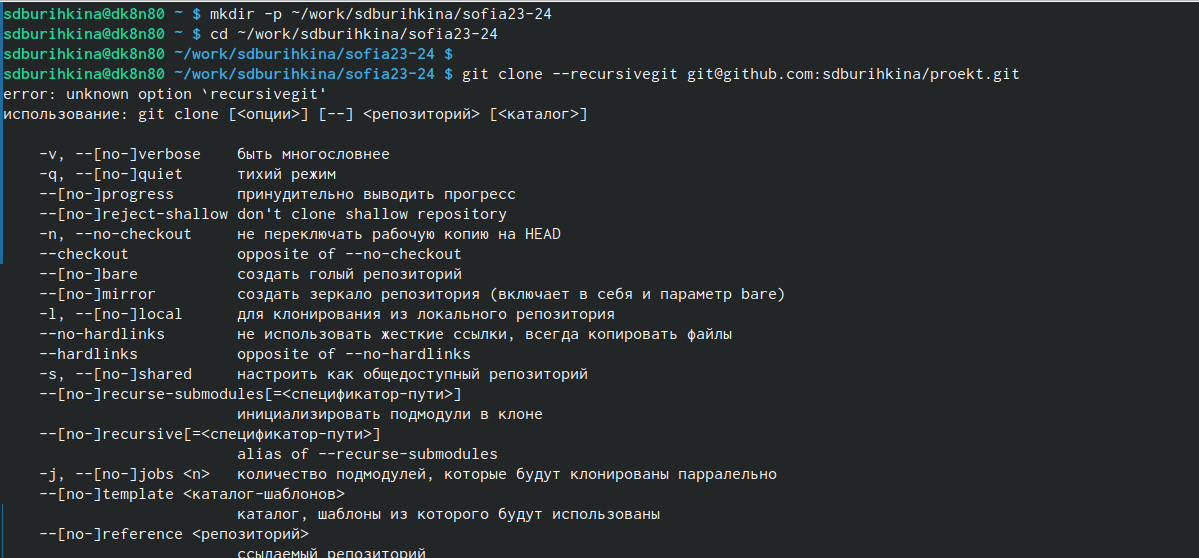 sdburihkina@dk8n80 ~ $ mkdir -p ~/work/sdburihkina/sofia23-24
sdburihkina@dk8n80 ~ $ cd ~/work/sdburihkina/sofia23-24
sdburihkina@dk8n80 ~/work/sdburihkina/sofia23-24 $
sdburihkina@dk8n80 ~/work/sdburihkina/sofia23-24 $ git clone --recursivegit git@github.com:sdburihkina/proekt.git
error: unknown option `recursivegit'
использование: git clone [<опции>] [--] <репозиторий> [<каталог>]
-v, --[no-]verbose    быть многословнее
-q, --[no-]quiet      тихий режим
--[no-]progress       принудительно выводить прогресс
--[no-]reject-shallow don't clone shallow repository
-n, --no-checkout     не переключать рабочую копию на HEAD
--checkout            opposite of --no-checkout
--[no-]bare           создать голый репозиторий
--[no-]mirror         создать зеркало репозитория (включает в себя и параметр bare)
-l, --[no-]local      для клонирования из локального репозитория
--no-hardlinks        не использовать жесткие ссылки, всегда копировать файлы
--hardlinks           opposite of --no-hardlinks
-s, --[no-]shared     настроить как общедоступный репозиторий
--[no-]recurse-submodules[=<спецификатор-пути>]
инициализировать подмодули в клоне
--[no-]recursive[=<спецификатор-пути>]
alias of --recurse-submodules
-j, --[no-]jobs <n>   количество подмодулей, которые будут клонированы парралельно
--[no-]template <каталог-шаблонов>
каталог, шаблоны из которого будут использованы
--[no-]reference <репозиторий>
ссылаемый репозиторий